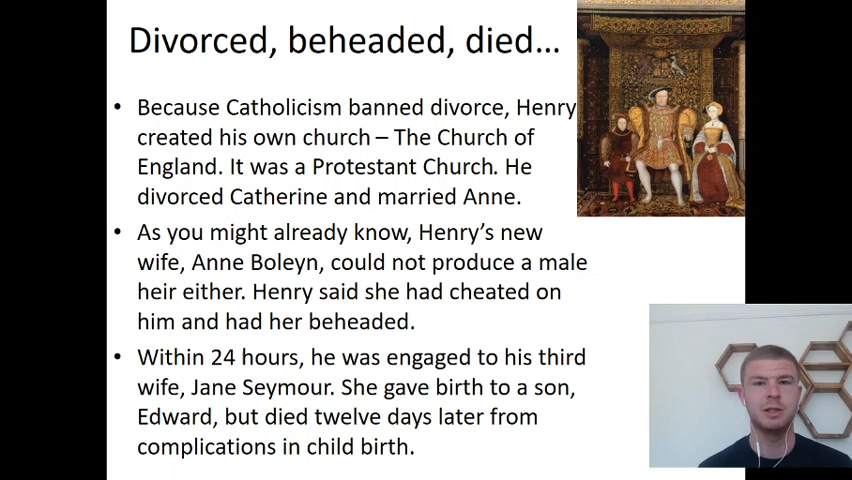 Divorced, beheaded, died…
• Because Catholicism banned divorce, Henry
created his own church – The Church of
England. It was a Protestant Church. He
divorced Catherine and married Anne.
• As you might already know, Henry’s new
wife, Anne Boleyn, could not produce a male
heir either. Henry said she had cheated on
him and had her beheaded.
• Within 24 hours, he was engaged to his third
wife, Jane Seymour. She gave birth to a son,
Edward, but died twelve days later from
complications in child birth.